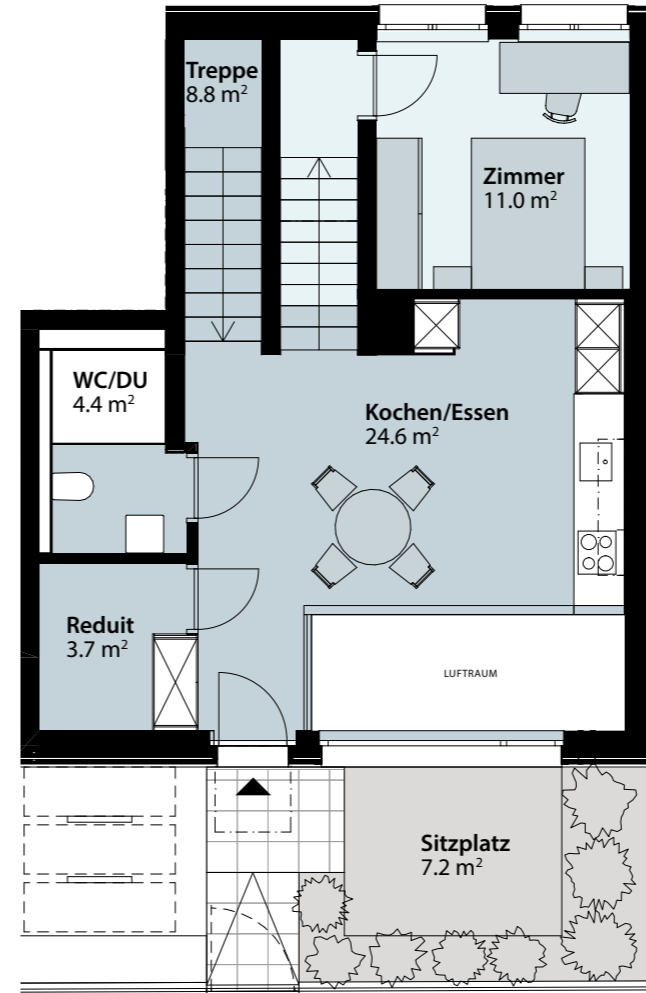 Treppe
8.8 m²
Zimmer
11.0 m²
WC/DU
4.4 m²
Kochen/Essen
24.6 m²
Reduit
3.7 m²
LUFTRAUM
Sitzplatz
7.2 m²